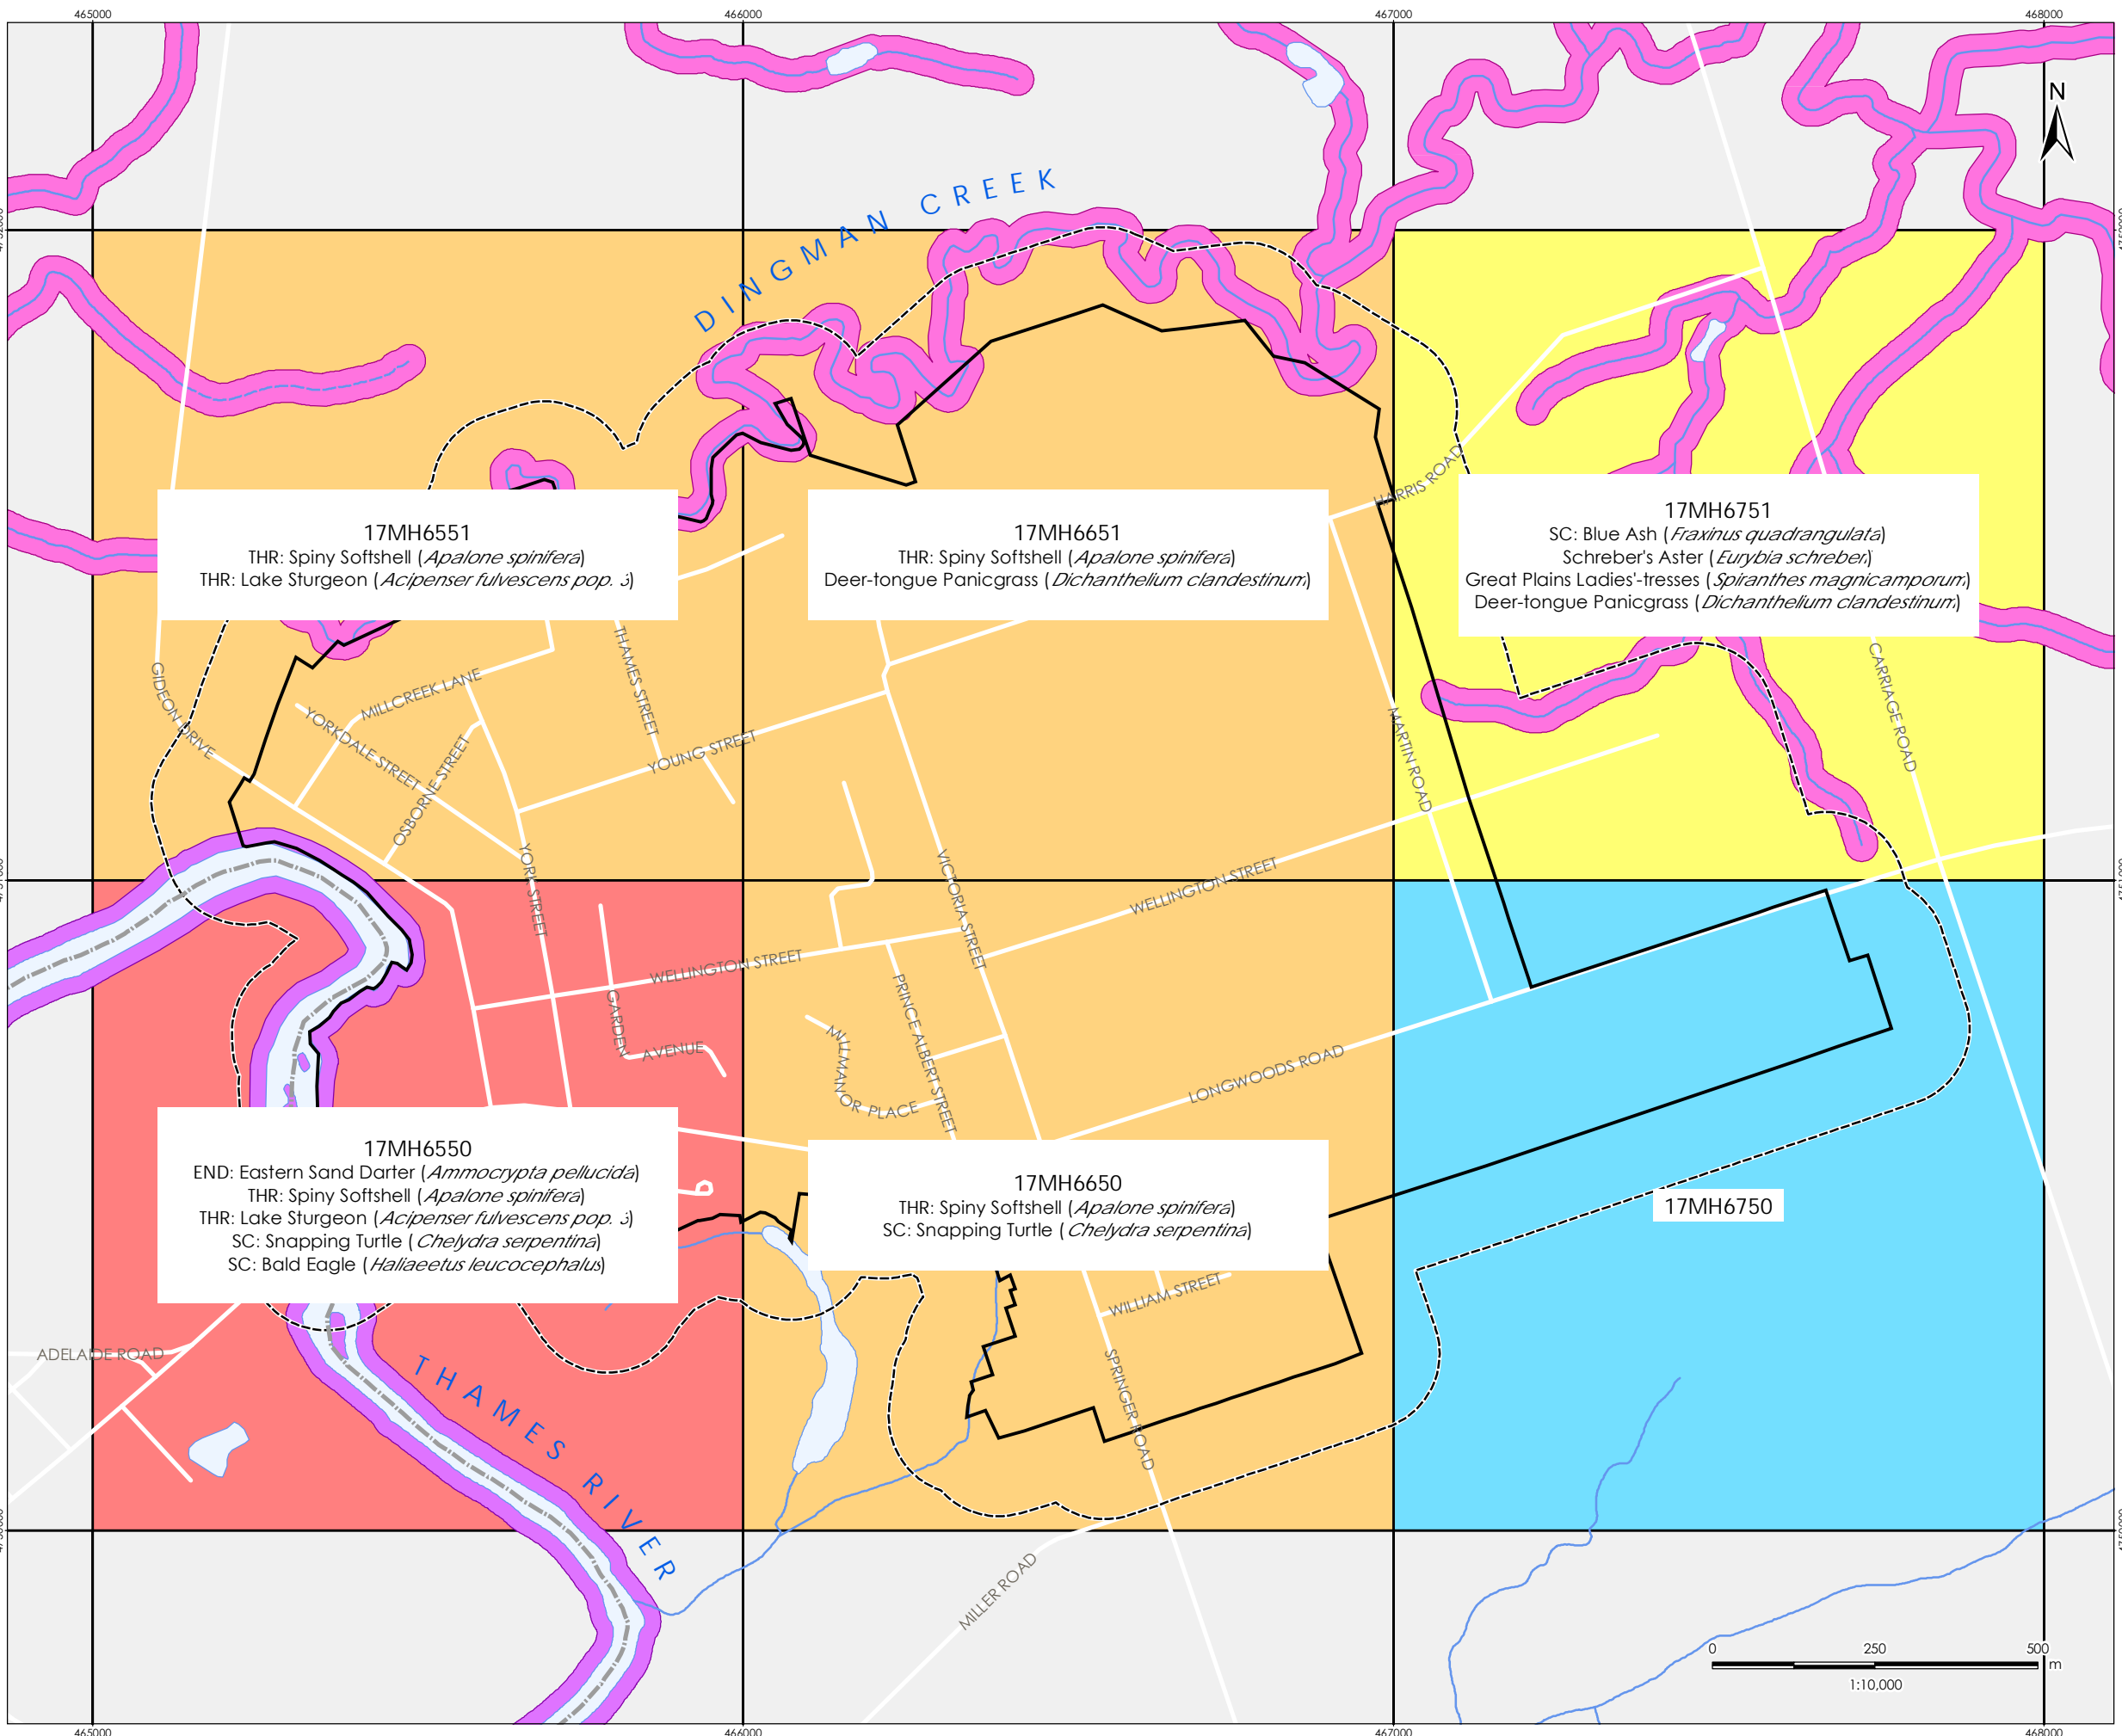 465000
466000
467000
468000
N
DINGMAN CREEK
HARRIS ROAD
17MH6551
THR: Spiny Softshell (Apalone spinifera)
THR: Lake Sturgeon (Acipenser fulvescens pop. 3)
17MH6651
THR: Spiny Softshell (Apalone spinifera)
Deer-tongue Panicgrass (Dichanthelium clandestinum)
17MH6751
SC: Blue Ash (Fraxinus quadrangulata)
Schreber's Aster (Eurybia schreberi)
Great Plains Ladies'-tresses (Spiranthes magnicamporum)
Deer-tongue Panicgrass (Dichanthelium clandestinum)
GIDEON DRIVE
MILLCREEK LANE
THAMES STREET
YORKDALE STREET
OSBORNE STREET
YOUNG STREET
MARTIN ROAD
CARRIAGE ROAD
YORK STREET
VICTORIA STREET
WELLINGTON STREET
WELLINGTON STREET
GARDEN AVENUE
PRINCE ALBERT STREET
MILLMANOR PLACE
LONGWOODS ROAD
17MH6550
END: Eastern Sand Darter (Ammocrypta pellucida)
THR: Spiny Softshell (Apalone spinifera)
THR: Lake Sturgeon (Acipenser fulvescens pop. 3)
SC: Snapping Turtle (Chelydra serpentina)
SC: Bald Eagle (Haliaeetus leucocephalus)
17MH6650
THR: Spiny Softshell (Apalone spinifera)
SC: Snapping Turtle (Chelydra serpentina)
17MH6750
WILLIAM STREET
ADELAIDE ROAD
SPRINGER ROAD
THAMES RIVER
MILLER ROAD
0 250 500
m
1:10,000
465000
466000
467000
468000